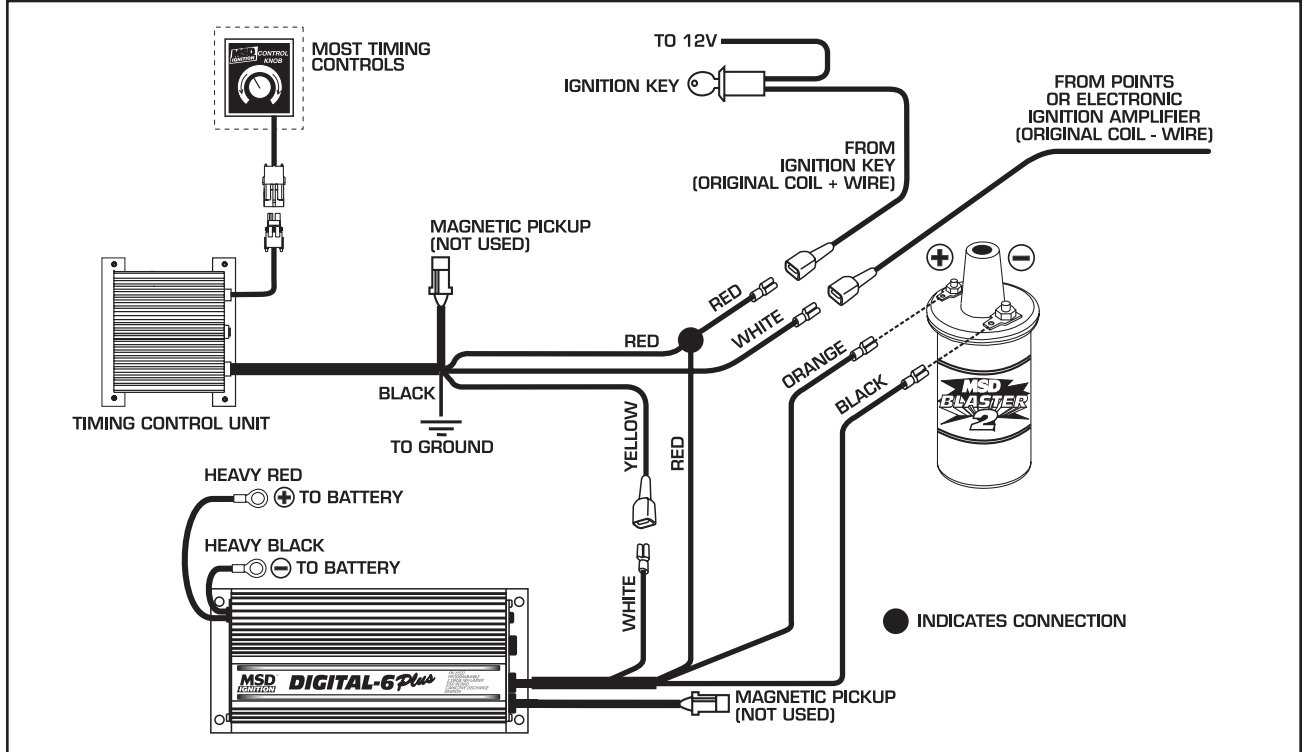 MSD IGNITION
CONTROL
KNOB
MOST TIMING
CONTROLS
TO 12V
IGNITION KEY
FROM POINTS
OR ELECTRONIC
IGNITION AMPLIFIER
(ORIGINAL COIL - WIRE)
FROM
IGNITION KEY
(ORIGINAL COIL + WIRE)
MAGNETIC PICKUP
(NOT USED)
+
−
RED
WHITE
RED
ORANGE
BLACK
MSD
BLASTER
2
BLACK
TO GROUND
TIMING CONTROL UNIT
YELLOW
RED
HEAVY RED
+ TO BATTERY
HEAVY BLACK
− TO BATTERY
WHITE
INDICATES CONNECTION
MSD
IGNITION
DIGITAL-6 Plus
MAGNETIC PICKUP
(NOT USED)